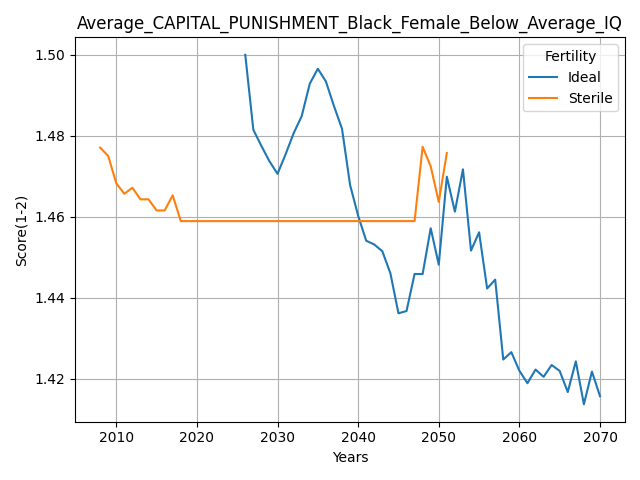 Average_CAPITAL_PUNISHMENT_Black_Female_Below_Average_IQ
1.50
1.48
1.46
1.44
1.42
Score(1-2)
Fertility
Ideal
Sterile
2010 2020 2030 2040 2050 2060 2070
Years